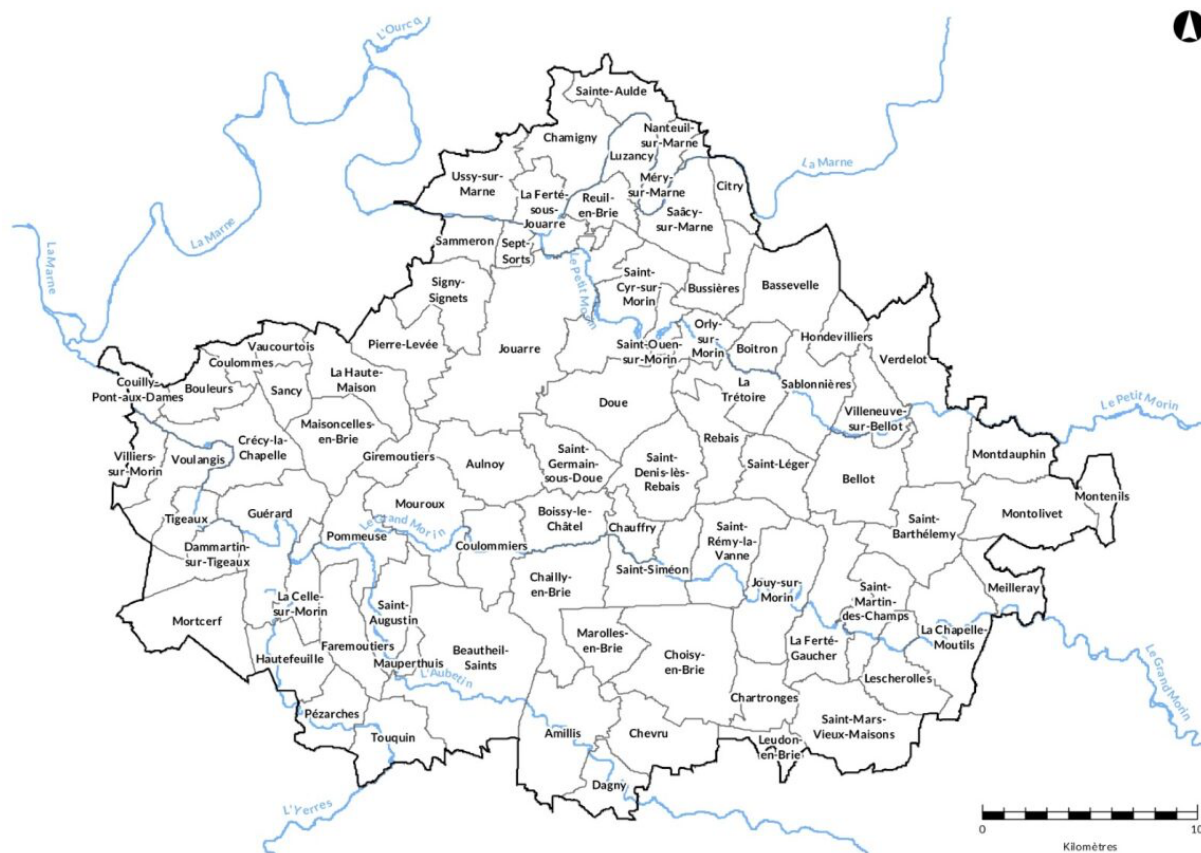 L'Ourcq
Sainte-Aulde
Nanteuil-
sur-Marne
Chamigny
Luzancy
La Marne
Ussy-sur-
Marne
Méry-
sur-Marne
Citry
La Ferté-
sous-
Jouarre
Reuil-
en-Brie
Saâcy-
sur-Marne
La Marne
La Marne
Sammeron
Sept-
Sorts
Le Petit Morin
Saint-
Cyr-sur-
Morin
Signy-
Signets
Bussières
Bassevelle
Orly-
sur-
Morin
Hondevilliers
Vaucourtois
Pierre-Levée
Jouarre
Saint-Ouen-
sur-Morin
Boitron
Verdelot
Coulommes
Couilly-
Pont-aux-Dames
Bouleurs
Sancy
La Haute-
Maison
La
Trétoire
Sablonnières
Doue
Villeneuve-
sur-Bellot
Le Petit Morin
Maisoncelles-
en-Brie
Crécy-la-
Chapelle
Rebais
Villiers-
sur-Morin
Voulangis
Giremoutiers
Aulnoy
Saint-
Germain-
sous-Doue
Saint-
Denis-lès-
Rebais
Saint-Léger
Montdauphin
Bellot
Montenils
Mouroux
Guérard
Boissy-le-
Châtel
Montolivet
Tigeaux
Le Grand Morin
Pommeuse
Chauffry
Saint-
Rémy-la-
Vanne
Saint-
Barthélemy
Coulommiers
Dammartin-
sur-Tigeaux
Saint-Siméon
Chailly-
en-Brie
Jouy-sur-
Morin
Meilleray
La Celle-
sur-Morin
Saint-
Martin-
des-Champs
Mortcerf
Saint-
Augustin
La Chapelle-
Moutils
Faremoutiers
Marolles-
en-Brie
La Ferté-
Gaucher
Beautheil-
Saints
Choisy-
en-Brie
Hautefeuille
Mauperthuis
L'Aubetin
Lescherolles
Le Grand Morin
Chartronges
Pézarches
Saint-Mars-
Vieux-Maisons
Touquin
Amillis
Chevru
Leudon-
en-Brie
Dagny
L'Yerres
0
10
Kilomètres